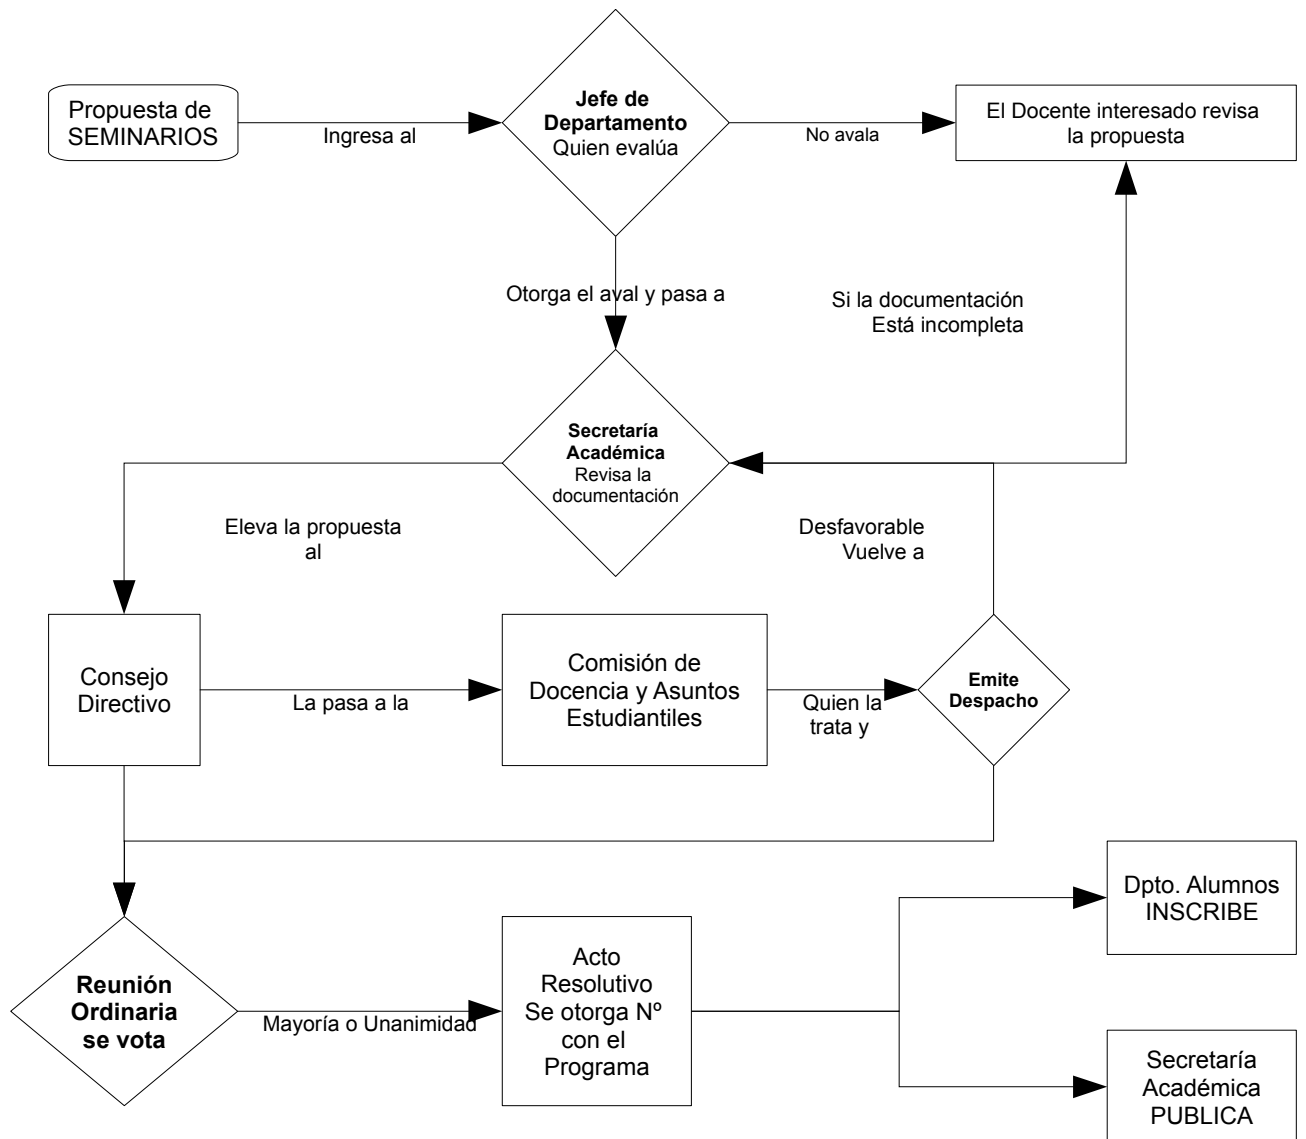 Propuesta de
SEMINARIOS
Ingresa al
Jefe de
Departamento
Quien evalúa
No avala
El Docente interesado revisa
la propuesta
Otorga el aval y pasa a
Si la documentación
Está incompleta
Secretaría
Académica
Revisa la
documentación
Eleva la propuesta
al
Desfavorable
Vuelve a
Consejo
Directivo
La pasa a la
Comisión de
Docencia y Asuntos
Estudiantiles
Quien la
trata y
Emite
Despacho
Reunión
Ordinaria
se vota
Mayoría o Unanimidad
Acto
Resolutivo
Se otorga Nº
con el
Programa
Dpto. Alumnos
INSCRIBE
Secretaría
Académica
PUBLICA